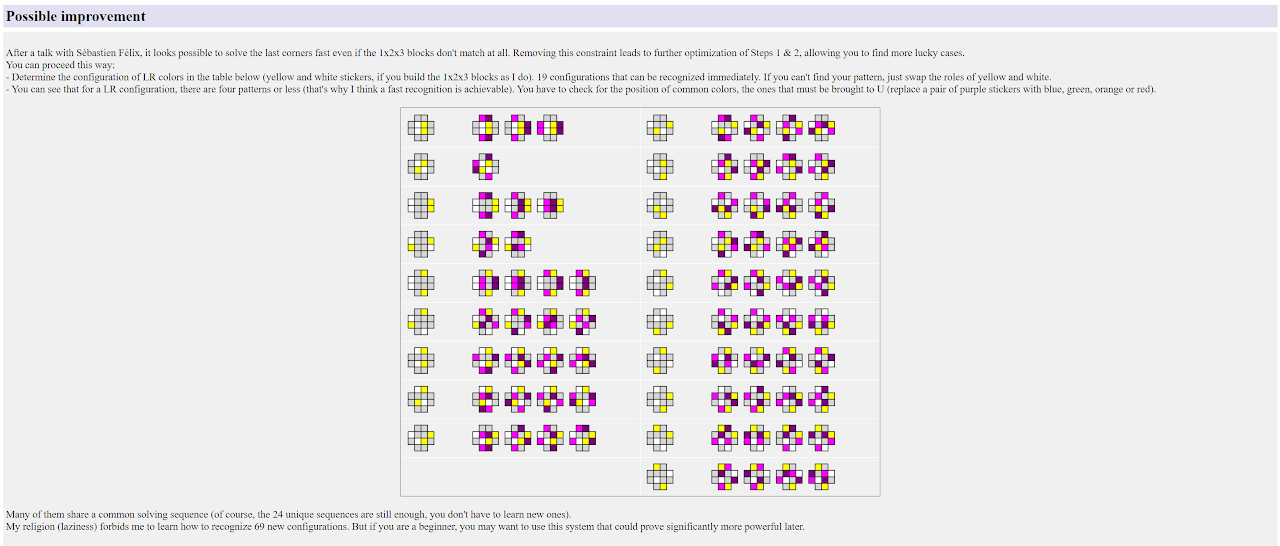 Possible improvement
After a talk with Sébastien Félix, it looks possible to solve the last corners fast even if the 1x2x3 blocks don't match at all. Removing this constraint leads to further optimization of Steps 1 & 2, allowing you to find more lucky cases.
You can proceed this way:
- Determine the configuration of LR colors in the table below (yellow and white stickers, if you build the 1x2x3 blocks as I do). 19 configurations that can be recognized immediately. If you can't find your pattern, just swap the roles of yellow and white.
- You can see that for a LR configuration, there are four patterns or less (that's why I think a fast recognition is achievable). You have to check for the position of common colors, the ones that must be brought to U (replace a pair of purple stickers with blue, green, orange or red).
Many of them share a common solving sequence (of course, the 24 unique sequences are still enough, you don't have to learn new ones).
My religion (laziness) forbids me to learn how to recognize 69 new configurations. But if you are a beginner, you may want to use this system that could prove significantly more powerful later.